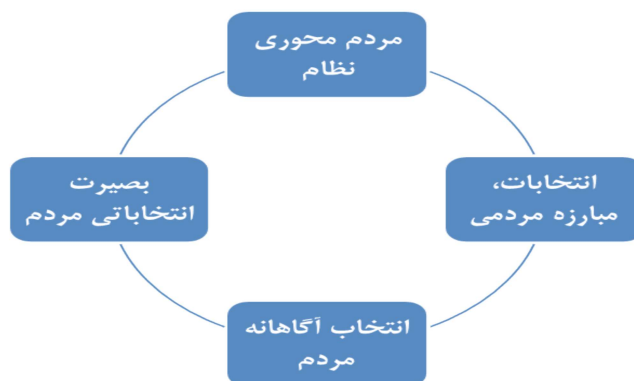 مردم محوری
نظام
انتخابات،
مبارزه مردمی
انتخاب آگاهانه
مردم
بصیرت
انتخاباتی مردم